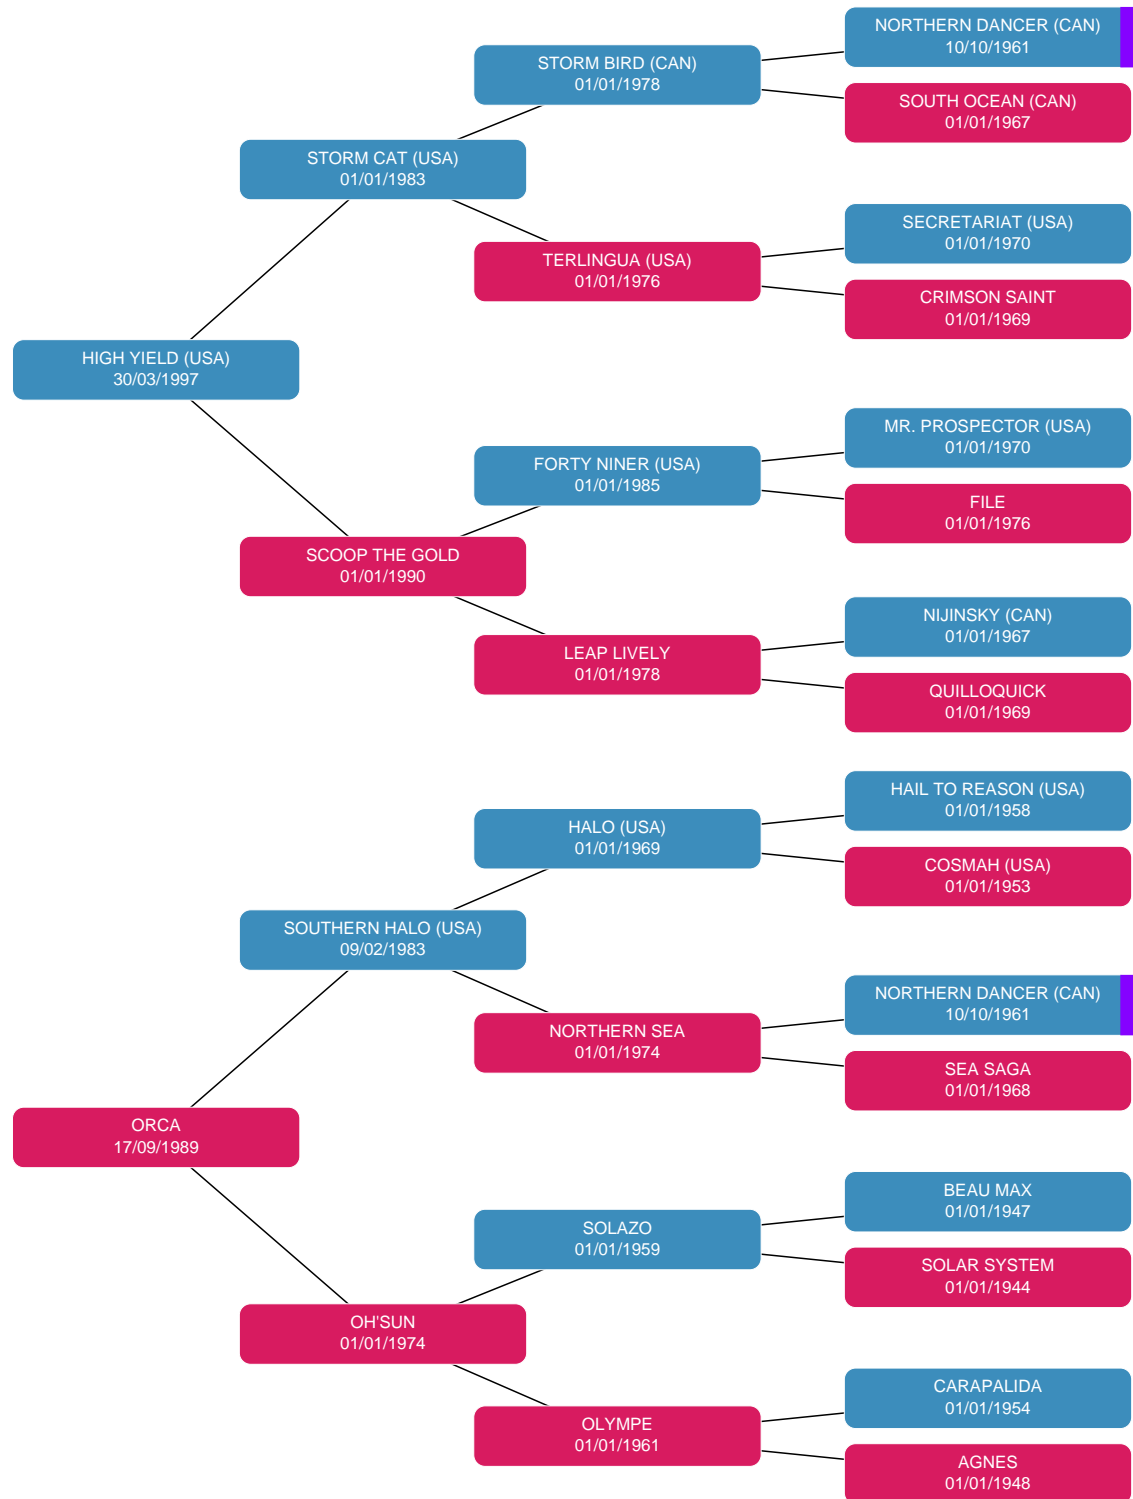 NORTHERN DANCER (CAN)
10/10/1961
STORM BIRD (CAN)
01/01/1978
SOUTH OCEAN (CAN)
01/01/1967
STORM CAT (USA)
01/01/1983
SECRETARIAT (USA)
01/01/1970
TERLINGUA (USA)
01/01/1976
CRIMSON SAINT
01/01/1969
HIGH YIELD (USA)
30/03/1997
MR. PROSPECTOR (USA)
01/01/1970
FORTY NINER (USA)
01/01/1985
FILE
01/01/1976
SCOOP THE GOLD
01/01/1990
NIJINSKY (CAN)
01/01/1967
LEAP LIVELY
01/01/1978
QUILLOQUICK
01/01/1969
HAIL TO REASON (USA)
01/01/1958
HALO (USA)
01/01/1969
COSMAH (USA)
01/01/1953
SOUTHERN HALO (USA)
09/02/1983
NORTHERN DANCER (CAN)
10/10/1961
NORTHERN SEA
01/01/1974
SEA SAGA
01/01/1968
ORCA
17/09/1989
BEAU MAX
01/01/1947
SOLAZO
01/01/1959
SOLAR SYSTEM
01/01/1944
OH'SUN
01/01/1974
CARAPALIDA
01/01/1954
OLYMPE
01/01/1961
AGNES
01/01/1948